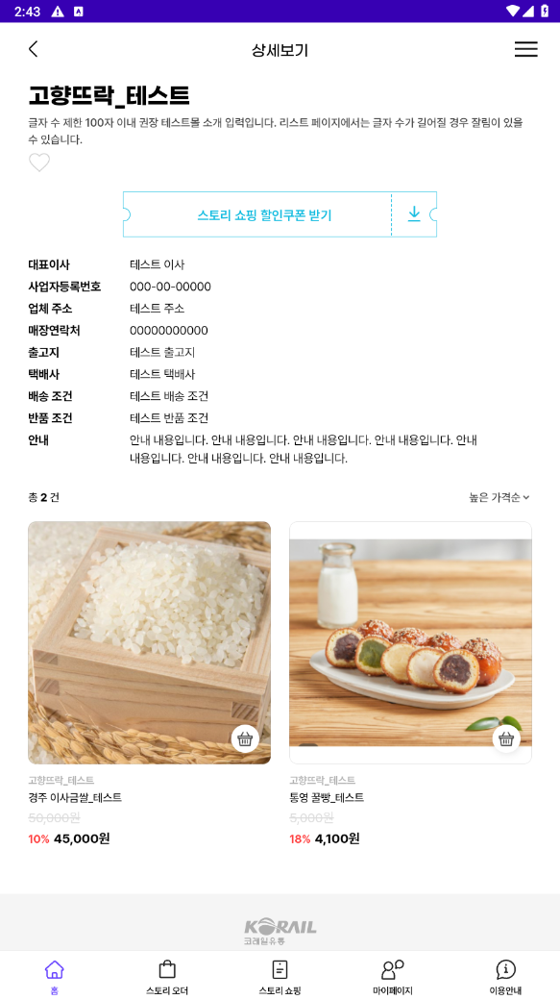 2:43
상세보기
고향뜨락_테스트
글자 수 제한 100자 이내 권장 테스트몰 소개 입력입니다. 리스트 페이지에서는 글자 수가 길어질 경우 잘림이 있을
수 있습니다.
스토리 쇼핑 할인쿠폰 받기
대표이사 테스트 이사
사업자등록번호 000-00-00000
업체 주소 테스트 주소
매장연락처 00000000000
출고지 테스트 출고지
택배사 테스트 택배사
배송 조건 테스트 배송 조건
반품 조건 테스트 반품 조건
안내 안내 내용입니다. 안내 내용입니다. 안내 내용입니다. 안내 내용입니다. 안내
내용입니다. 안내 내용입니다. 안내 내용입니다.
총 2 건 높은 가격순
고향뜨락_테스트
경주 이사금쌀_테스트
50,000원
10% 45,000원
고향뜨락_테스트
통영 꿀빵_테스트
5,000원
18% 4,100원
KORAIL
코레일유통
홈 스토리 오더 스토리 쇼핑 마이페이지 이용안내